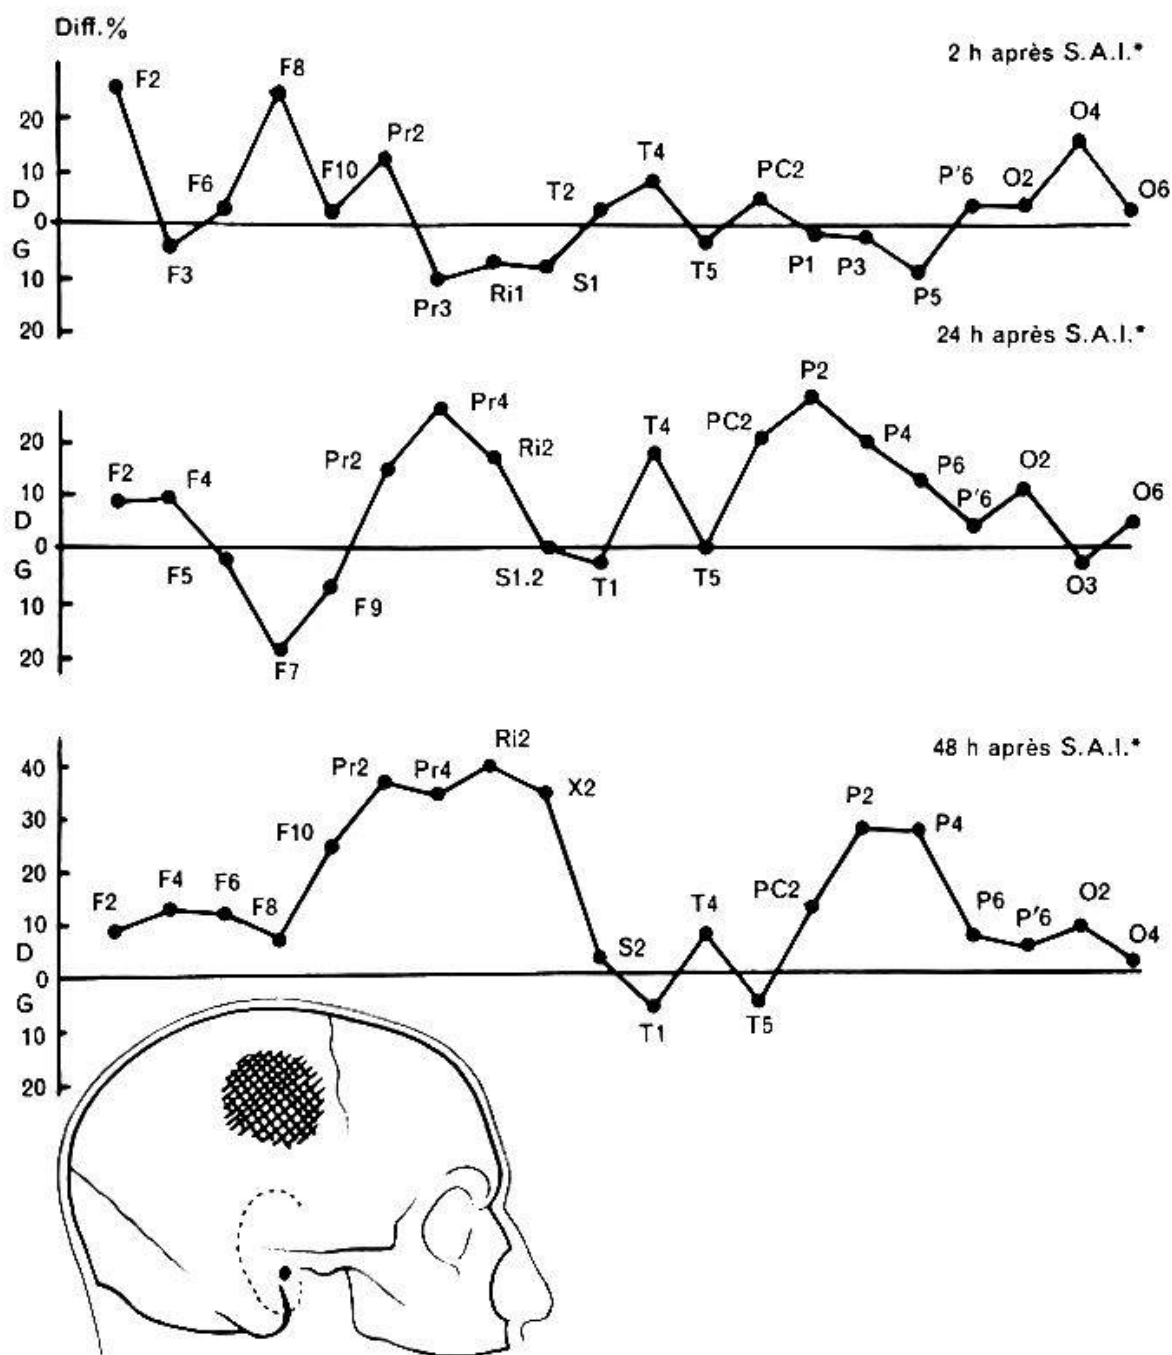 Diff.%
2 h après S.A.I.*
20
10
D
0
G
10
20
F2
F3
F6
F8
F10
Pr2
Pr3
Ri1
S1
T2
T4
T5
PC2
P1
P3
P5
P'6
O2
O4
O6
24 h après S.A.I.*
20
10
D
0
G
10
20
F2
F4
F5
F7
F9
Pr2
Pr4
Ri2
S1.2
T1
T4
T5
PC2
P2
P4
P6
P'6
O2
O3
O6
48 h après S.A.I.*
40
30
20
10
D
0
G
10
20
F2
F4
F6
F8
F10
Pr2
Pr4
Ri2
X2
S2
T1
T4
T5
PC2
P2
P4
P6
P'6
O2
O4